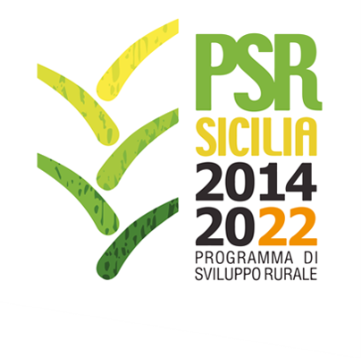 PSR
SICILIA
2014
2022
PROGRAMMA DI
SVILUPPO RURALE